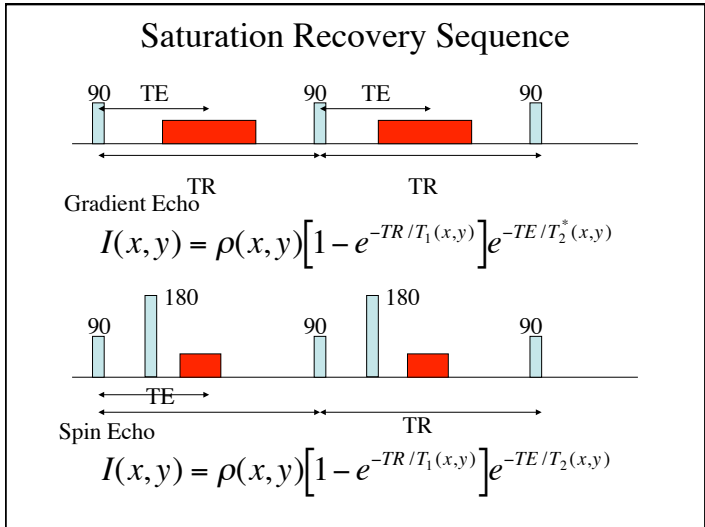 Saturation Recovery Sequence
90 TE 90 TE 90
TR TR
Gradient Echo
I(x, y) = ρ(x, y)[1 − e^{−TR/T₁(x,y)}]e^{−TE/T₂*(x,y)}
180 180
90 90 90
TE
TR
Spin Echo
I(x, y) = ρ(x, y)[1 − e^{−TR/T₁(x,y)}]e^{−TE/T₂(x,y)}